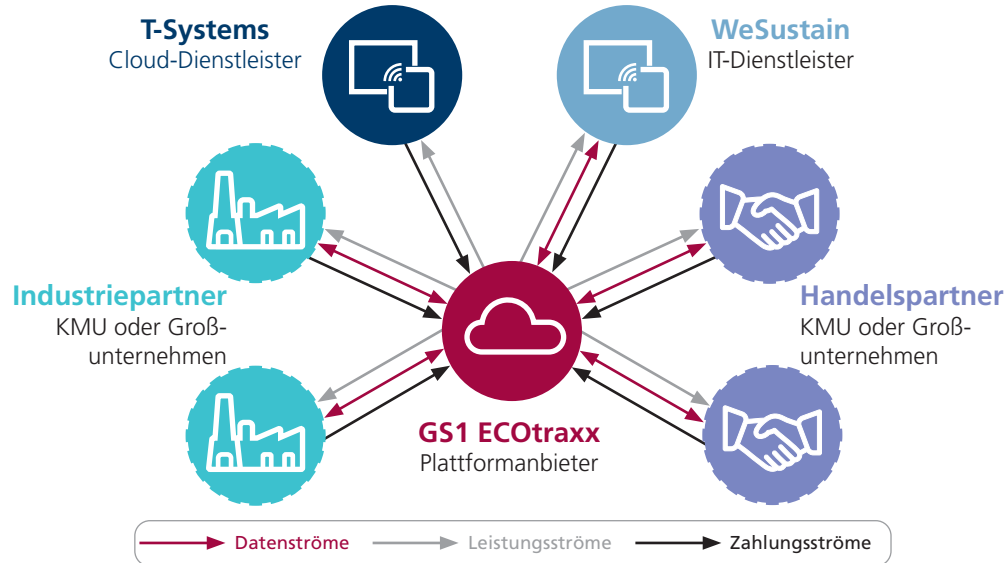 T-Systems
Cloud-Dienstleister
WeSustain
IT-Dienstleister
Industriepartner
KMU oder Groß-
unternehmen
Handelspartner
KMU oder Groß-
unternehmen
GS1 ECOtraxx
Plattformanbieter
Datenströme
Leistungsströme
Zahlungsströme